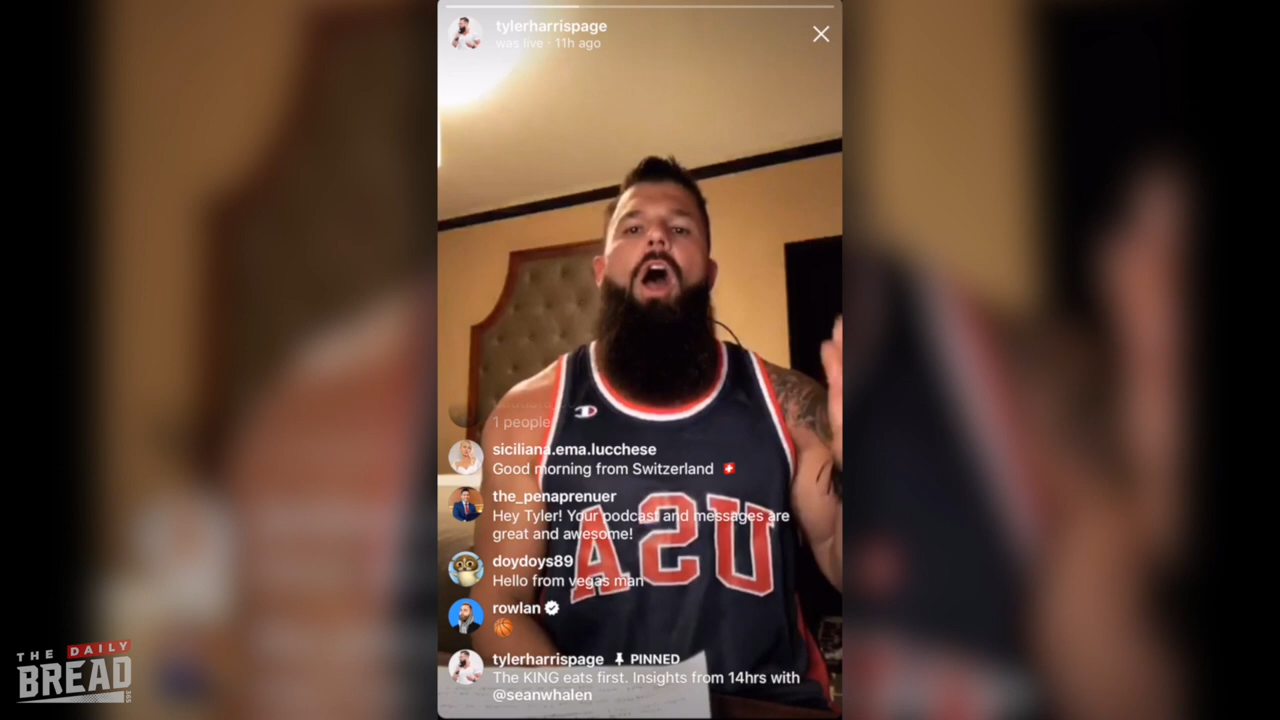 tylerharrispage
was live · 11h ago
1 people
siciliana.ema.lucchese
Good morning from Switzerland 🇨🇭
the_penaprenuer
Hey Tyler! Your podcast and messages are
great and awesome!
doydoys89
Hello from vegas man
rowlan
🏀
tylerharrispage PINNED
The KING eats first. Insights from 14hrs with
@seanwhalen
USA
THE DAILY
BREAD
365